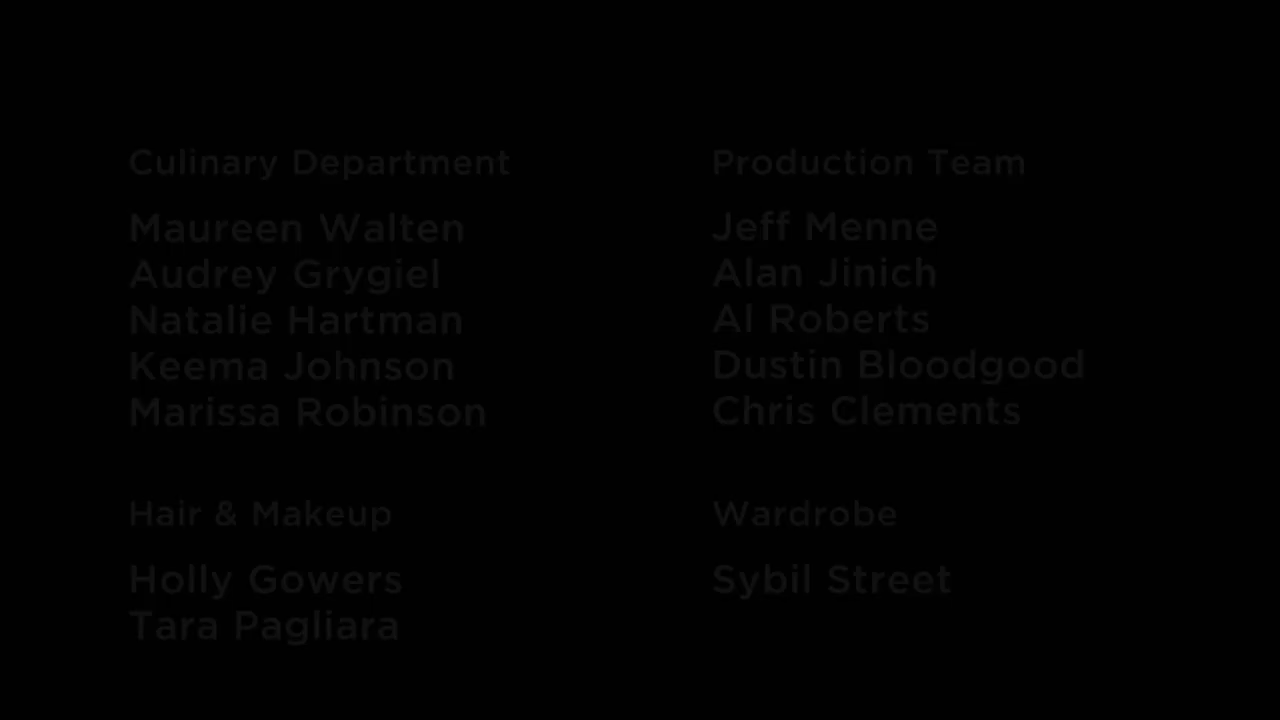 Culinary Department
Maureen Walten
Audrey Grygiel
Natalie Hartman
Keema Johnson
Marissa Robinson
Production Team
Jeff Menne
Alan Jinich
Al Roberts
Dustin Bloodgood
Chris Clements
Hair & Makeup
Holly Gowers
Tara Pagliara
Wardrobe
Sybil Street